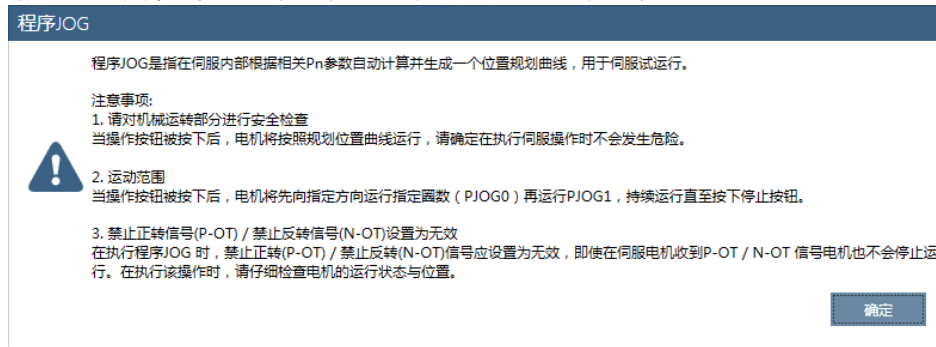 程序JOG
程序JOG是指在伺服内部根据相关Pn参数自动计算并生成一个位置规划曲线，用于伺服试运行。
注意事项:
1. 请对机械运转部分进行安全检查
当操作按钮被按下后，电机将按照规划位置曲线运行，请确定在执行伺服操作时不会发生危险。
2. 运动范围
当操作按钮被按下后，电机将先向指定方向运行指定圈数（PJOG0）再运行PJOG1，持续运行直至按下停止按钮。
3. 禁止正转信号(P-OT) / 禁止反转信号(N-OT)设置为无效
在执行程序JOG 时，禁止正转(P-OT) / 禁止反转(N-OT)信号应设置为无效，即使在伺服电机收到P-OT / N-OT 信号电机也不会停止运
行。在执行该操作时，请仔细检查电机的运行状态与位置。
确定